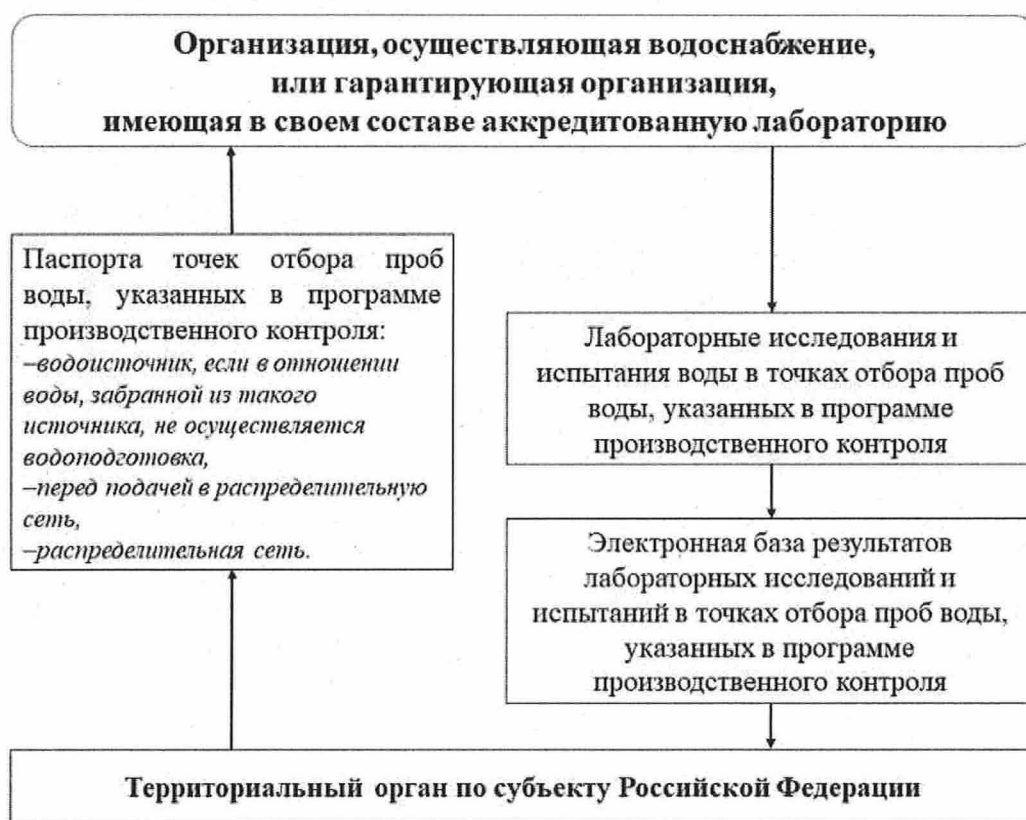 Организация, осуществляющая водоснабжение,
или гарантирующая организация,
имеющая в своем составе аккредитованную лабораторию
Паспорта точек отбора проб
воды, указанных в программе
производственного контроля:
–водоисточник, если в отношении
воды, забранной из такого
источника, не осуществляется
водоподготовка,
–перед подачей в распределительную
сеть,
–распределительная сеть.
Лабораторные исследования и
испытания воды в точках отбора проб
воды, указанных в программе
производственного контроля
Электронная база результатов
лабораторных исследований и
испытаний в точках отбора проб воды,
указанных в программе
производственного контроля
Территориальный орган по субъекту Российской Федерации